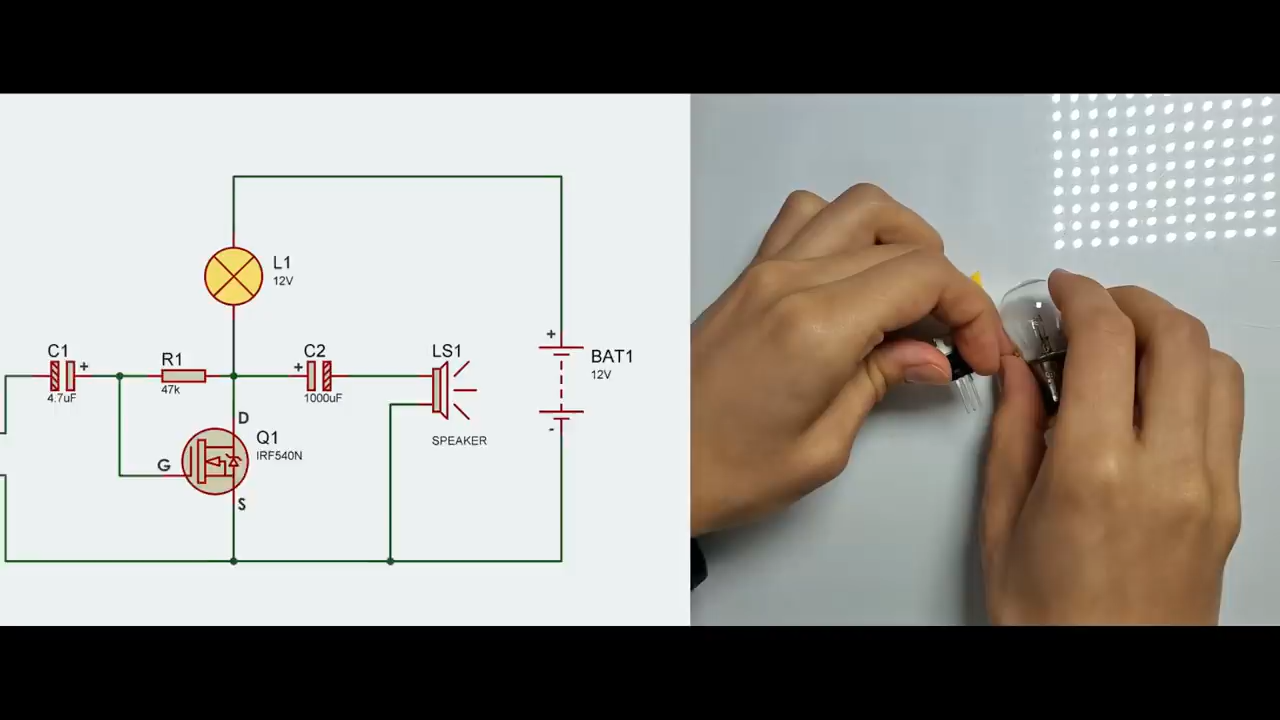 L1
12V
C1
+
4.7uF
R1
47k
+
C2
1000uF
LS1
SPEAKER
+
BAT1
12V
-
D
G
Q1
IRF540N
S